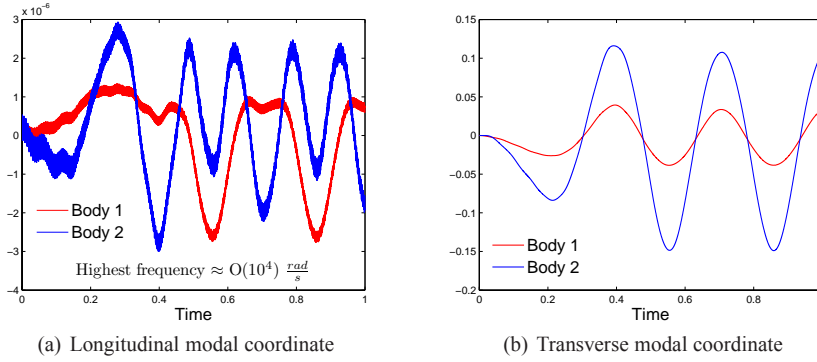 x 10⁻⁶
3
2
1
0
−1
−2
−3
−4
0
0.2
0.4
0.6
0.8
1
Time
Body 1
Body 2
Highest frequency ≈ O(10⁴) rad/s
(a) Longitudinal modal coordinate
0.15
0.1
0.05
0
−0.05
−0.1
−0.15
−0.2
0
0.2
0.4
0.6
0.8
Time
Body 1
Body 2
(b) Transverse modal coordinate